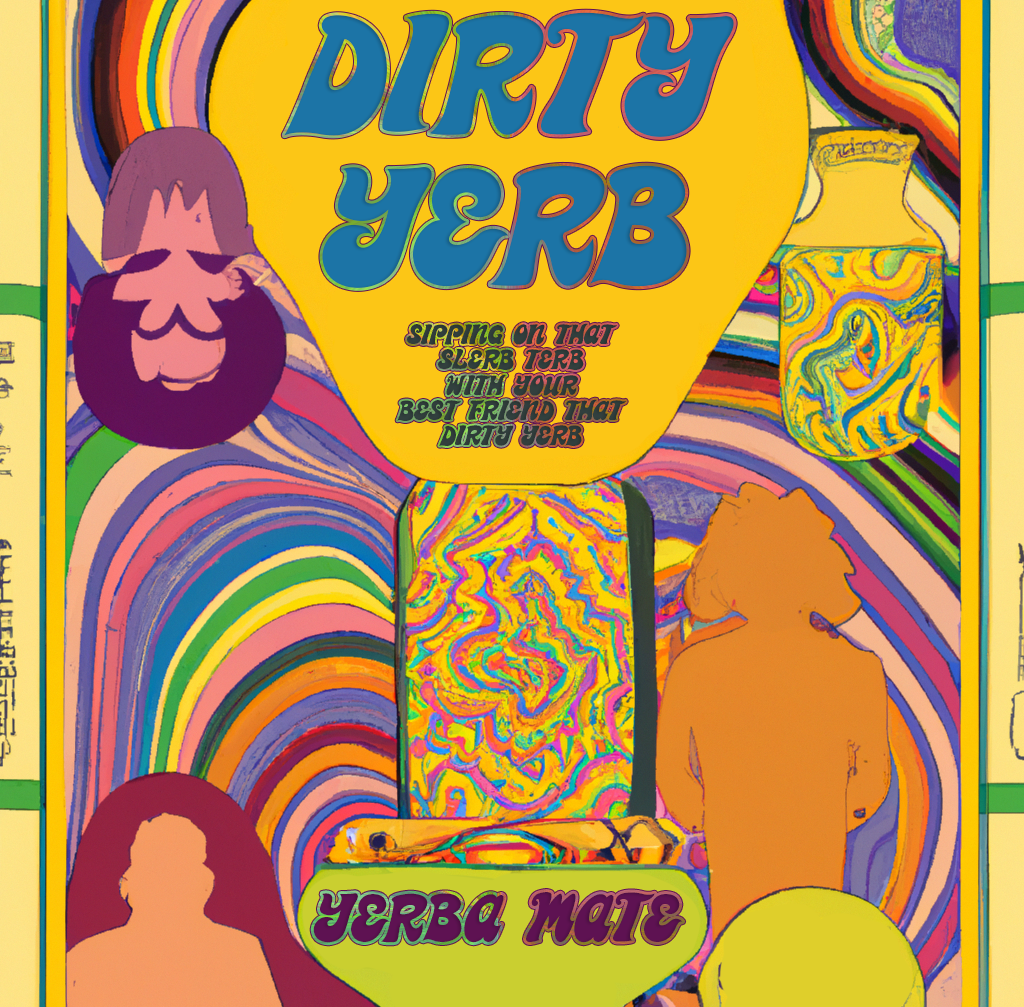 DIRTY
YERB
SIPPING ON THAT
SLERB TERB
WITH YOUR
BEST FRIEND THAT
DIRTY YERB
YERBA MATE